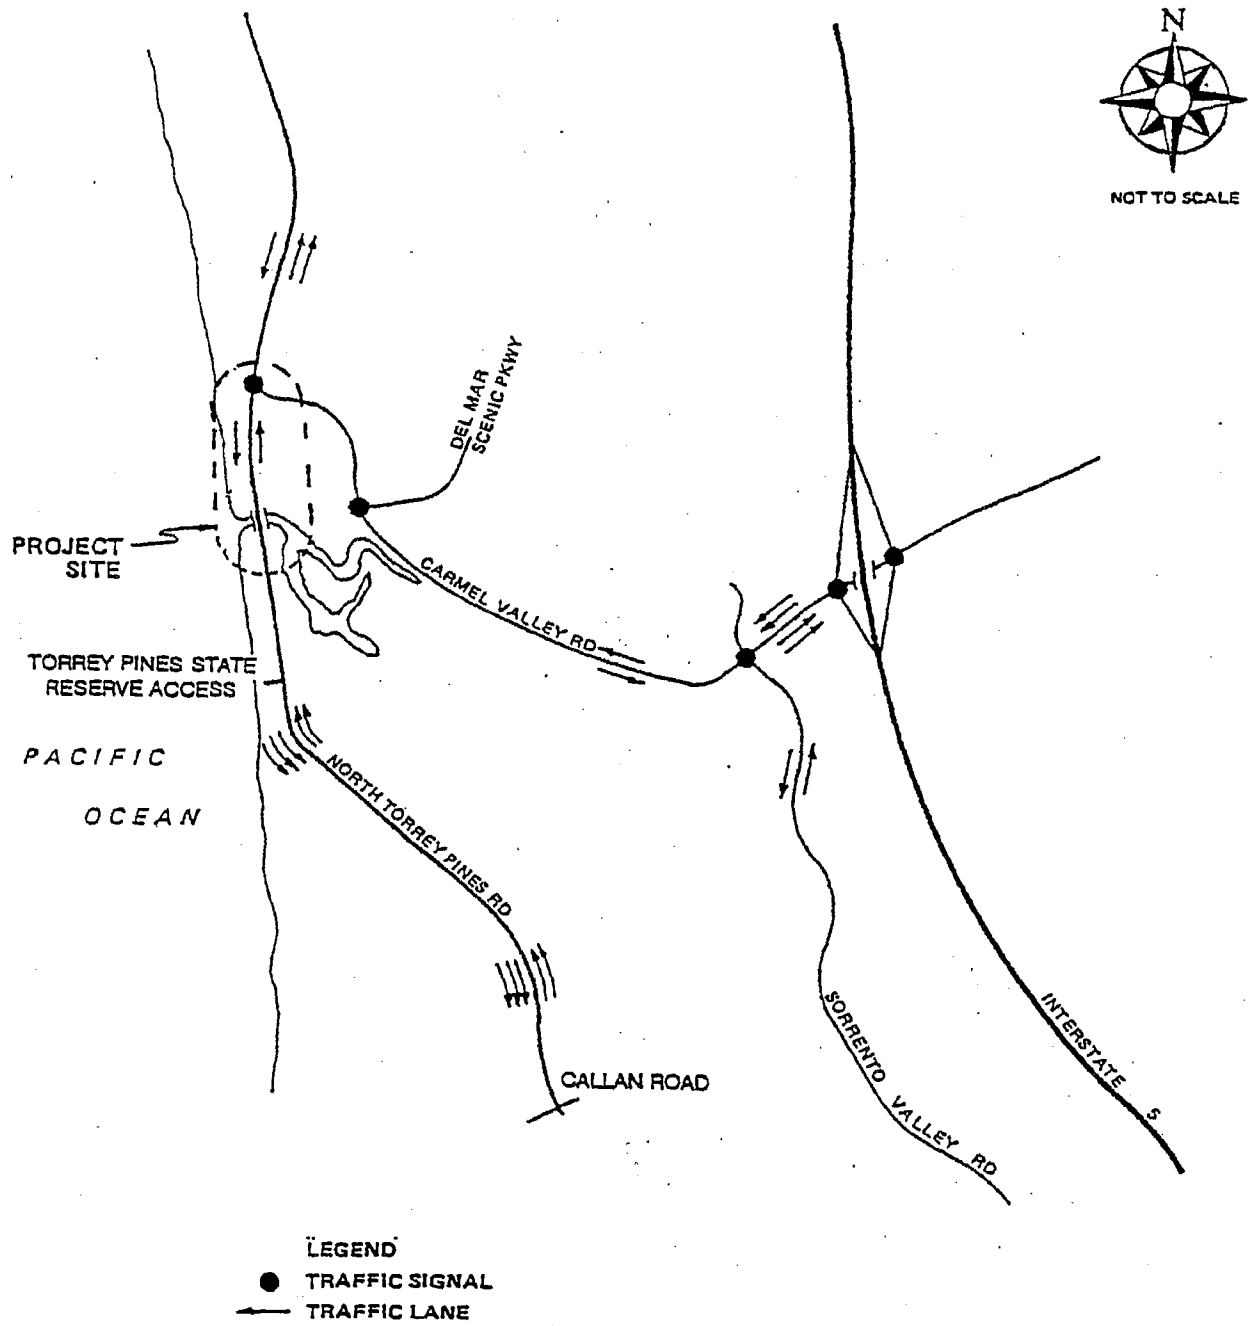 N
NOT TO SCALE
DEL MAR
SCENIC PKWY
PROJECT
SITE
CARMEL VALLEY RD
TORREY PINES STATE
RESERVE ACCESS
PACIFIC
OCEAN
NORTH TORREY PINES RD
CALLAN ROAD
SORRENTO VALLEY RD
INTERSTATE 5
LEGEND
TRAFFIC SIGNAL
TRAFFIC LANE